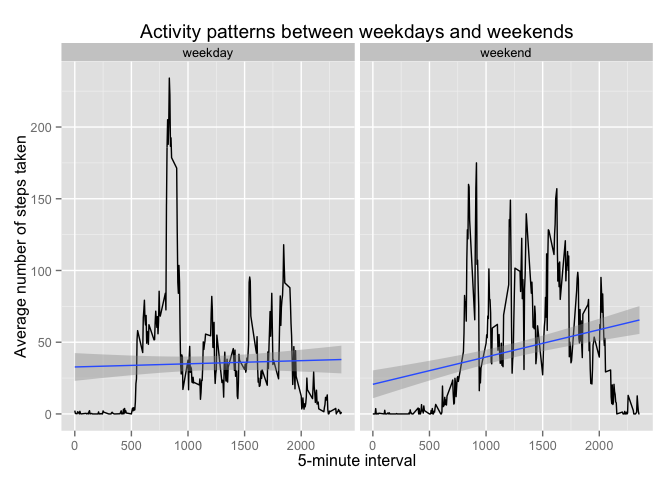 Activity patterns between weekdays and weekends
weekday
weekend
Average number of steps taken
200
150
100
50
0
0 500 1000 1500 2000
0 500 1000 1500 2000
5-minute interval